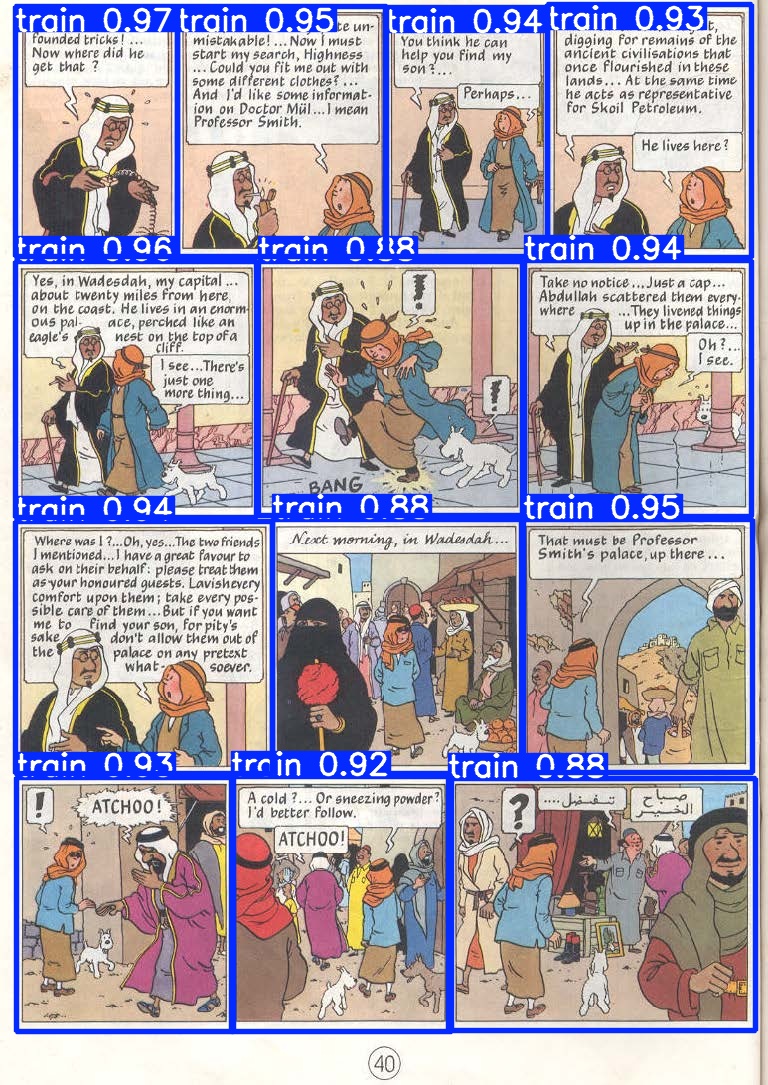 train 0.97
founded tricks!...
Now where did he
get that?
train 0.95
un-
mistakable!...Now I must
start my search, Highness
...Could you fit me out with
some different clothes?...
And I'd like some informat-
ion on Doctor Mül...I mean
Professor Smith.
train 0.94
You think he can
help you find my
son?...
Perhaps...
train 0.93
digging for remains of the
ancient civilisations that
once flourished in these
lands...At the same time
he acts as representative
for Skoil Petroleum.
He lives here?
train 0.96
Yes, in Wadesdah, my capital...
about twenty miles from here,
on the coast. He lives in an enorm-
ous pal- ace, perched like an
eagle's nest on the top of a
cliff.
I see...There's
just one
more thing...
train 0.88
!
!
BANG
train 0.94
Take no notice...Just a cap...
Abdullah scattered them every-
where ...They livened things
up in the palace...
Oh?...
I see.
train 0.94
Where was I?...Oh, yes...The two friends
I mentioned...I have a great favour to
ask on their behalf: please treat them
as your honoured guests. Lavish every
comfort upon them; take every pos-
sible care of them...But if you want
me to find your son, for pity's
sake don't allow them out of
the palace on any pretext
what- soever.
train 0.88
Next morning, in Wadesdah...
train 0.95
That must be Professor
Smith's palace, up there...
train 0.93
!
ATCHOO!
train 0.92
A cold?...Or sneezing powder?
I'd better follow.
ATCHOO!
train 0.88
?
تفضل....
صباح
الخير
40